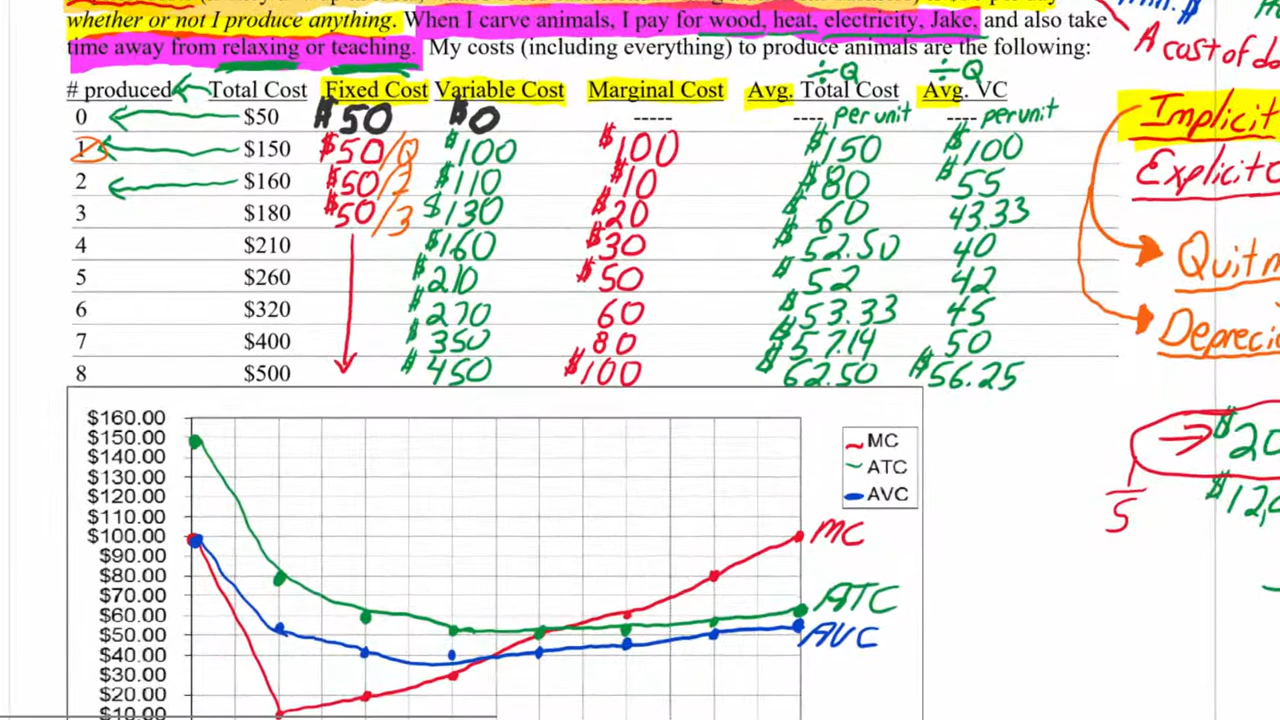 whether or not I produce anything. When I carve animals, I pay for wood, heat, electricity, Jake, and also take
time away from relaxing or teaching. My costs (including everything) to produce animals are the following:
A cost of do
÷Q ÷Q
# produced Total Cost Fixed Cost Variable Cost Marginal Cost Avg. Total Cost Avg. VC
0 $50 $50 $0 ----- ---- per unit ---- per unit
1 $150 $50/Q $100 $100 $150 $100
2 $160 $50/2 $110 $10 $80 $55
3 $180 $50/3 $130 $20 60 43.33
4 $210 $160 $30 $52.50 40
5 $260 $210 $50 $52 42
6 $320 $270 60 $53.33 45
7 $400 $350 80 $57.14 50
8 $500 $450 $100 $62.50 $56.25
Implicit
Explicit
Quit
Depreci
$160.00
$150.00
$140.00
$130.00
$120.00
$110.00
$100.00
$90.00
$80.00
$70.00
$60.00
$50.00
$40.00
$30.00
$20.00
$10.00
MC
ATC
AVC
MC
ATC
AVC
→ $20
5
$12,0